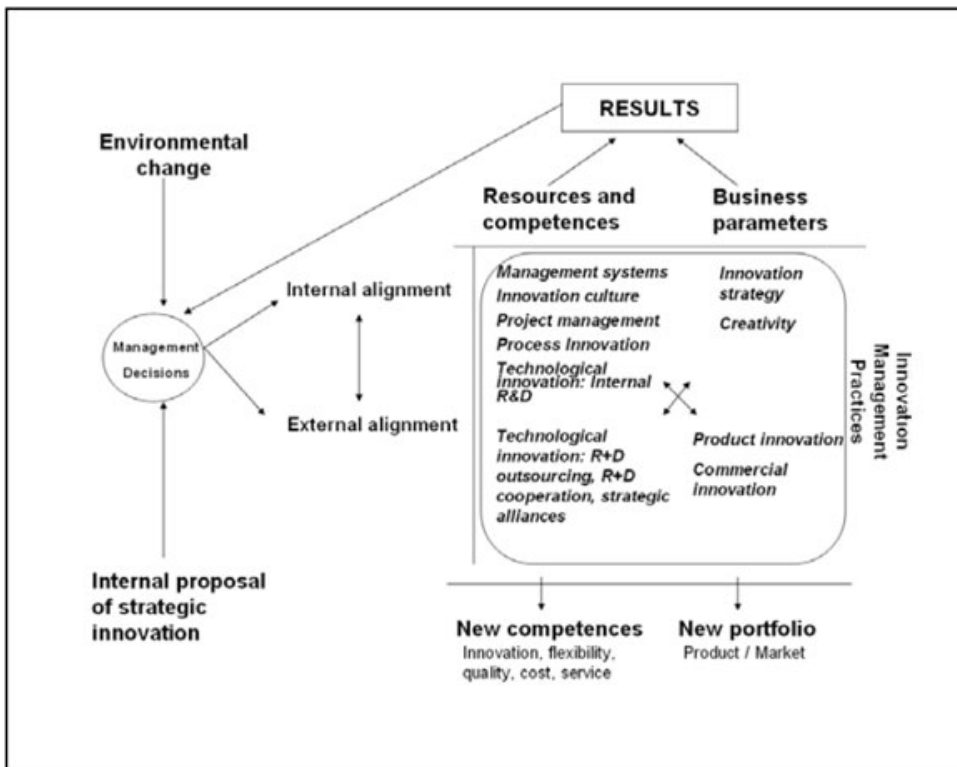 RESULTS
Environmental
change
Resources and
competences
Business
parameters
Management systems
Innovation culture
Project management
Process Innovation
Technological
innovation: Internal
R&D
Innovation
strategy
Creativity
Internal alignment
Management
Decisions
External alignment
Technological
innovation: R+D
outsourcing, R+D
cooperation, strategic
alliances
Product innovation
Commercial
innovation
Innovation
Management
Practices
Internal proposal
of strategic
innovation
New competences
Innovation, flexibility,
quality, cost, service
New portfolio
Product / Market